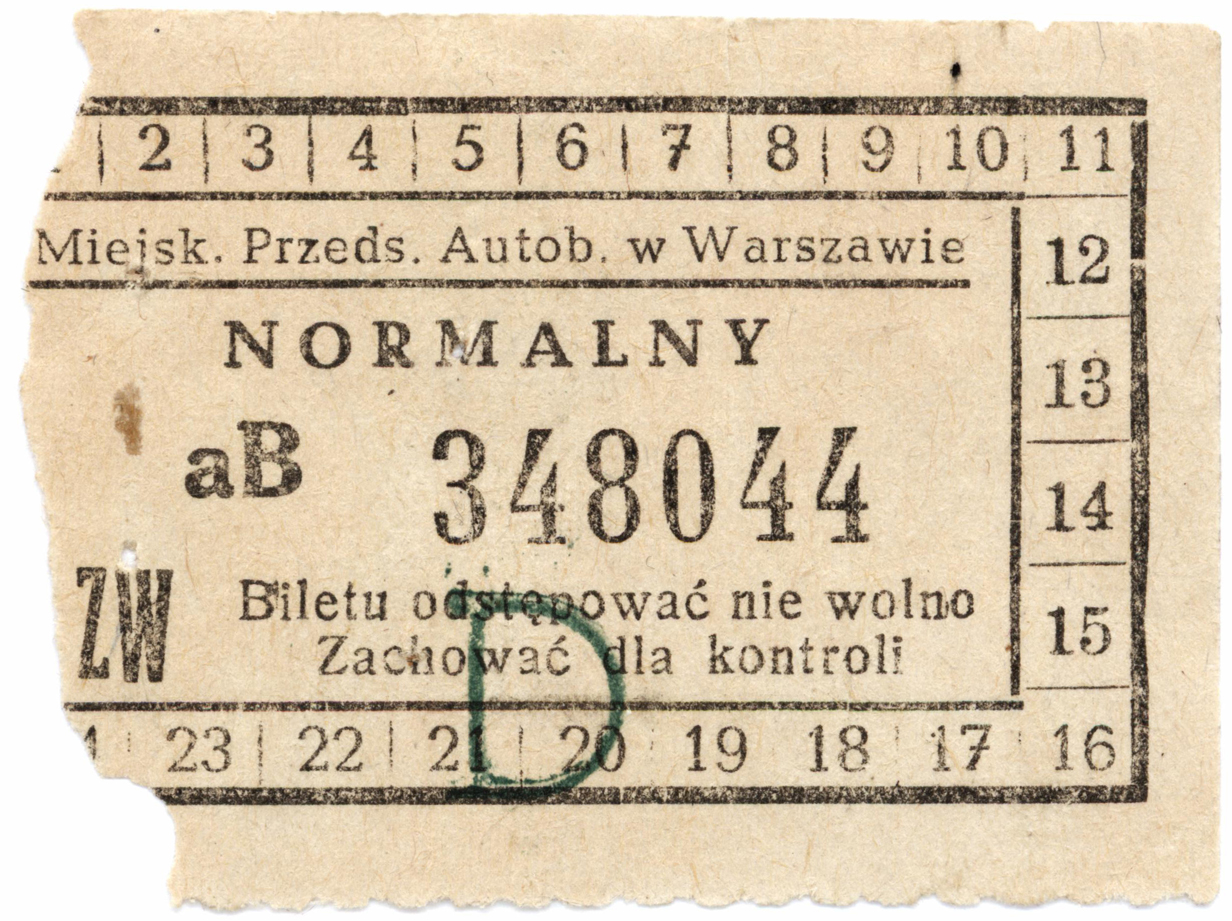 2 3 4 5 6 7 8 9 10 11
Miejsk. Przeds. Autob. w Warszawie
12
NORMALNY
13
aB 348044
14
ZW
Biletu odstępować nie wolno
15
Zachować dla kontroli
D
23 22 21 20 19 18 17 16